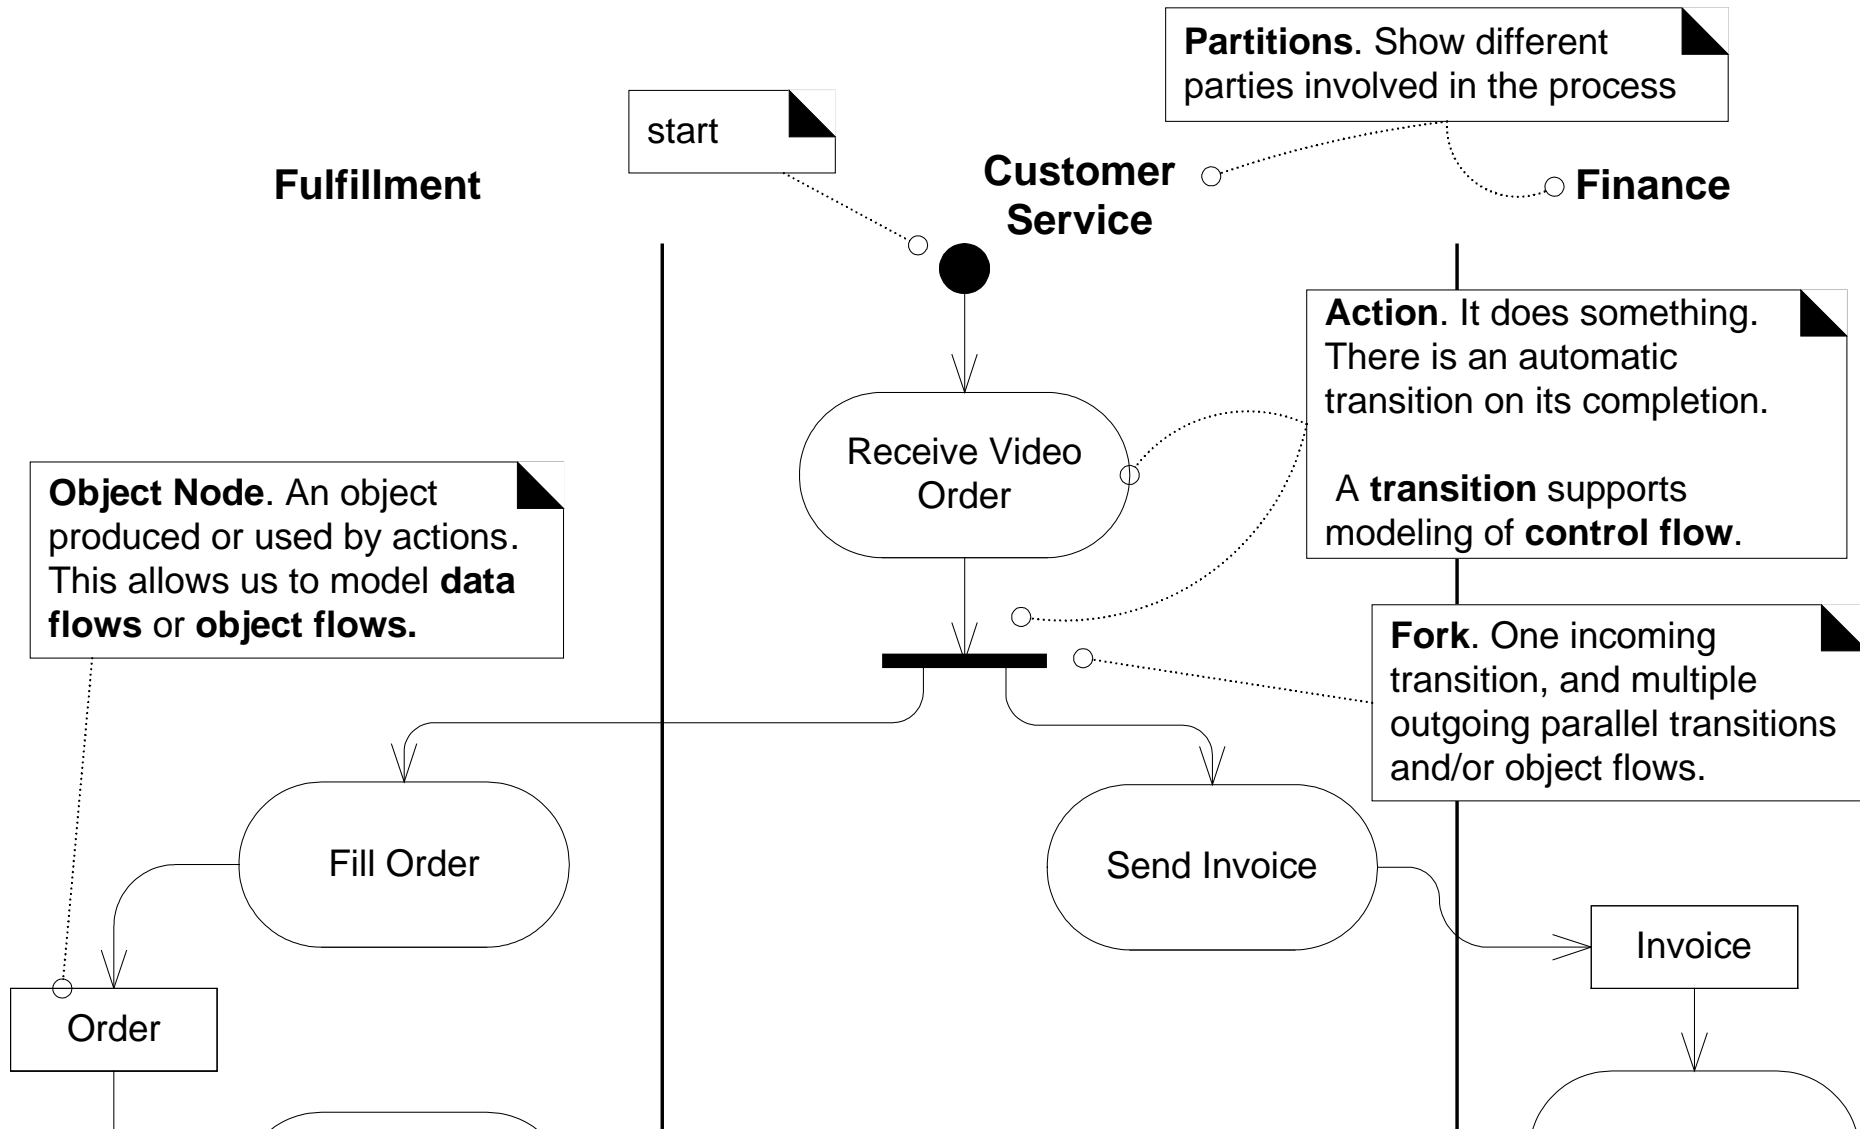 Partitions. Show different
parties involved in the process
start
Fulfillment
Customer
Service
Finance
Action. It does something.
There is an automatic
transition on its completion.
A transition supports
modeling of control flow.
Receive Video
Order
Object Node. An object
produced or used by actions.
This allows us to model data
flows or object flows.
Fork. One incoming
transition, and multiple
outgoing parallel transitions
and/or object flows.
Fill Order
Send Invoice
Invoice
Order